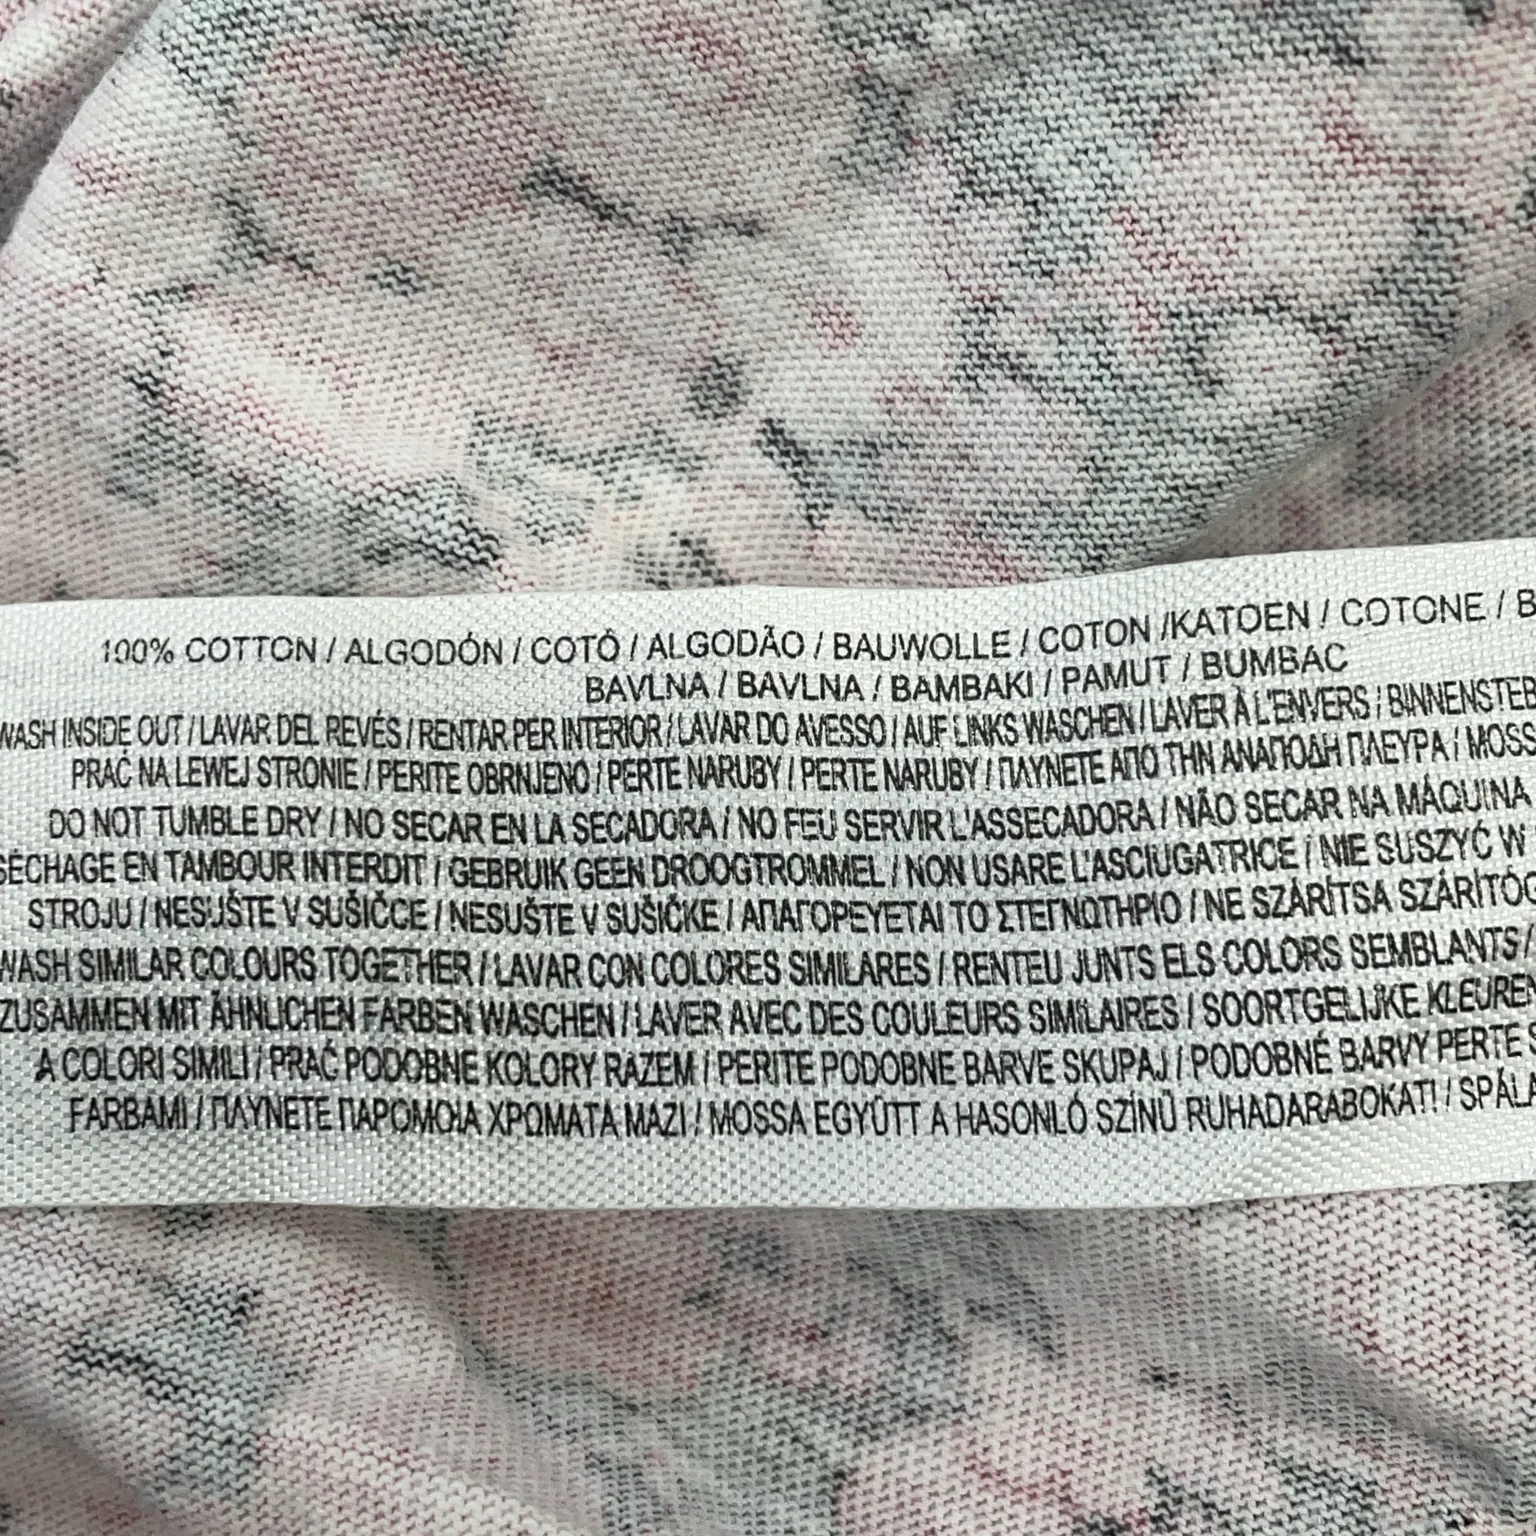 100% COTTON / ALGODÓN / COTÓ / ALGODÃO / BAUWOLLE / COTON /KATOEN / COTONE /
BAVLNA / BAVLNA / BAMBAKI / PAMUT / BUMBAC
WASH INSIDE OUT / LAVAR DEL REVÉS / RENTAR PER INTERIOR / LAVAR DO AVESSO / AUF LINKS WASCHEN / LAVER À L'ENVERS /
PRAĆ NA LEWEJ STRONIE / PERITE OBRNJENO / PERTE NARUBY / PERTE NARUBY / ΠΛΥΝΕΤΕ ΑΠΟ ΤΗΝ ΑΝΑΠΟΔΗ ΠΛΕΥΡΑ /
DO NOT TUMBLE DRY / NO SECAR EN LA SECADORA / NO FEU SERVIR L'ASSECADORA / NÃO SECAR NA MÁQUINA
SÉCHAGE EN TAMBOUR INTERDIT / GEBRUIK GEEN DROOGTROMMEL / NON USARE L'ASCIUGATRICE / NIE SUSZYĆ W
STROJU / NESUŠTE V SUŠIČCE / NESUŠTE V SUŠIČKE / ΑΠΑΓΟΡΕΥΕΤΑΙ ΤΟ ΣΤΕΓΝΩΤΗΡΙΟ / NE SZÁRÍTSA
WASH SIMILAR COLOURS TOGETHER / LAVAR CON COLORES SIMILARES / RENTEU JUNTS ELS COLORS SEMBLANTS /
ZUSAMMEN MIT ÄHNLICHEN FARBEN WASCHEN / LAVER AVEC DES COULEURS SIMILAIRES / SOORTGELIJKE KLEUREN
A COLORI SIMILI / PRAĆ PODOBNE KOLORY RAZEM / PERITE PODOBNE BARVE SKUPAJ / PODOBNÉ BARVY PERTE
FARBAMI / ΠΛΥΝΕΤΕ ΠΑΡΟΜΟΙΑ ΧΡΩΜΑΤΑ ΜΑΖΙ / MOSSA EGYÜTT A HASONLÓ SZÍNŰ RUHADARABOKAT! /